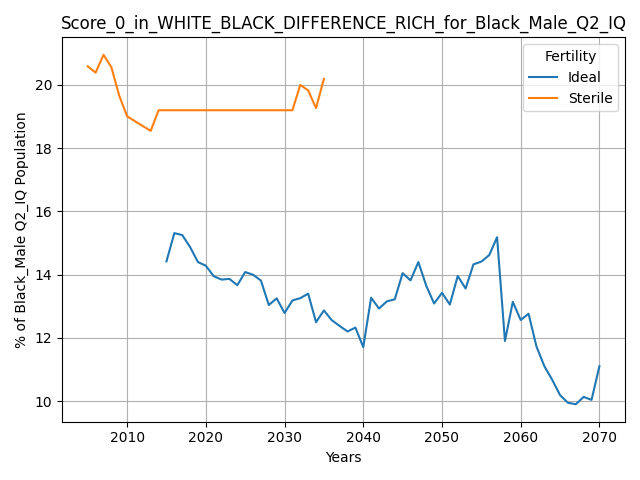 Score_0_in_WHITE_BLACK_DIFFERENCE_RICH_for_Black_Male_Q2_IQ
Fertility
Ideal
Sterile
% of Black_Male Q2_IQ Population
20
18
16
14
12
10
2010 2020 2030 2040 2050 2060 2070
Years